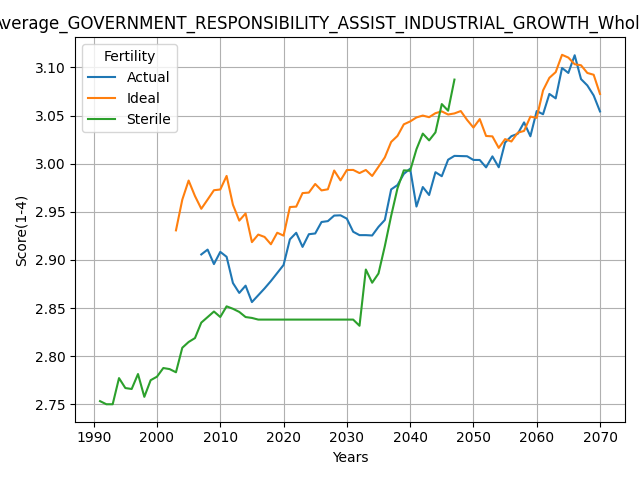 Average_GOVERNMENT_RESPONSIBILITY_ASSIST_INDUSTRIAL_GROWTH_Whol
Fertility
Actual
Ideal
Sterile
Score(1-4)
3.10
3.05
3.00
2.95
2.90
2.85
2.80
2.75
1990 2000 2010 2020 2030 2040 2050 2060 2070
Years